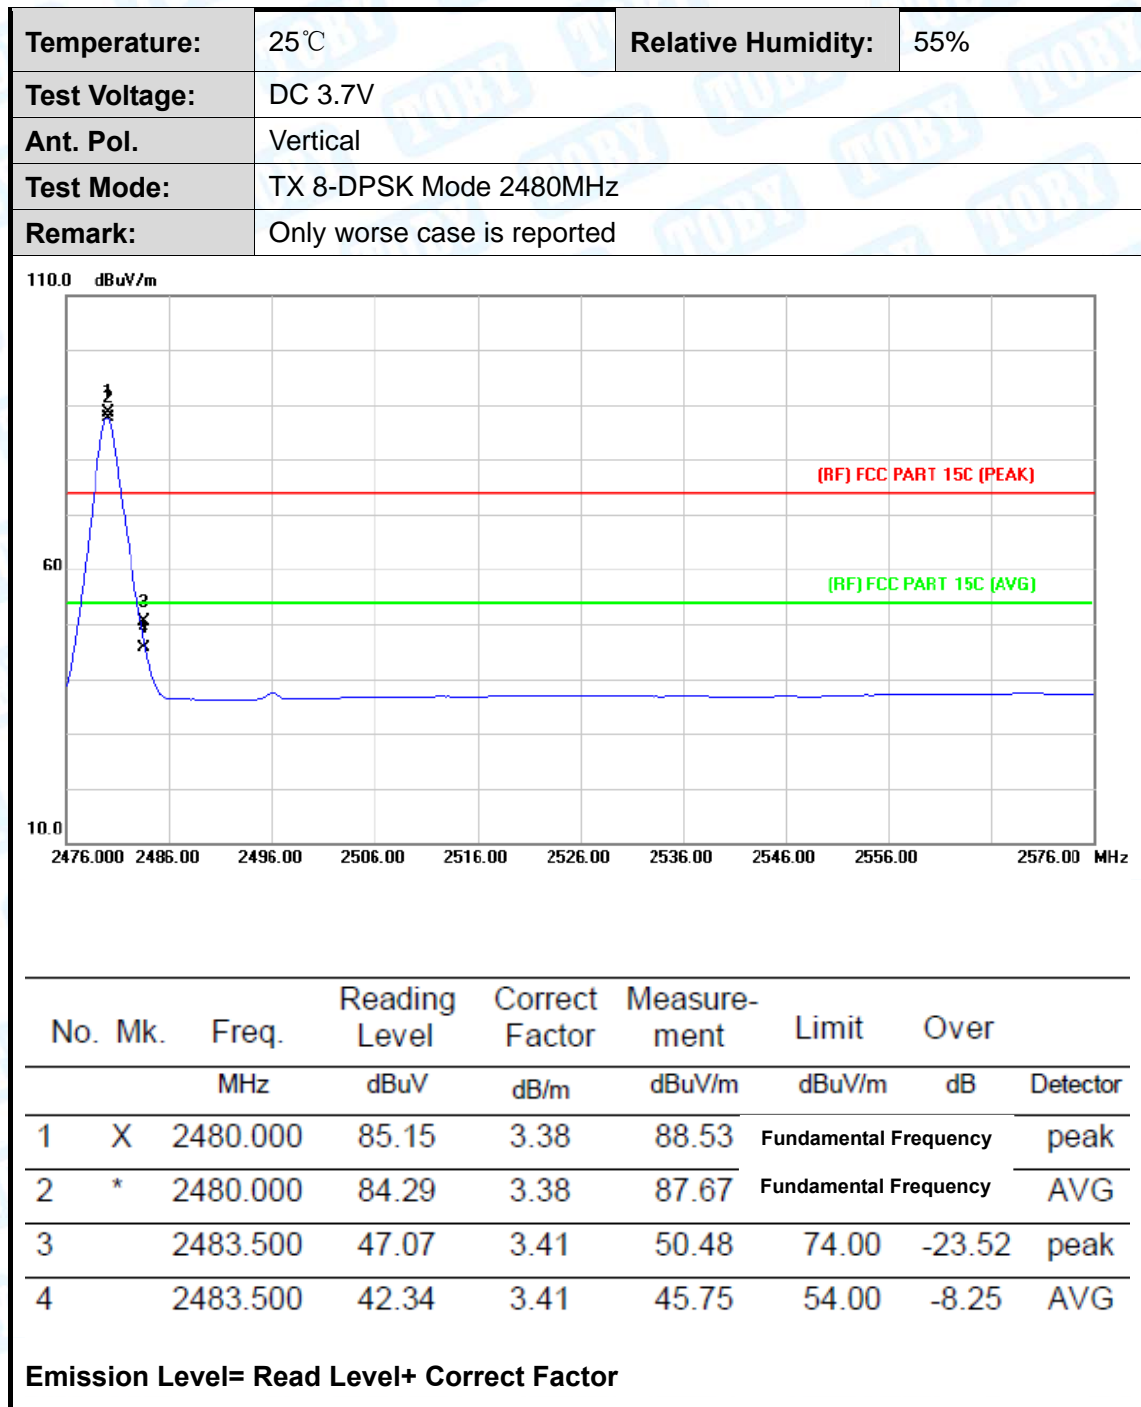 Temperature: 25℃ Relative Humidity: 55%
Test Voltage: DC 3.7V
Ant. Pol. Vertical
Test Mode: TX 8-DPSK Mode 2480MHz
Remark: Only worse case is reported
110.0 dBuV/m
1
2
(RF) FCC PART 15C (PEAK)
60
(RF) FCC PART 15C (AVG)
3
4
10.0
2476.000 2486.00 2496.00 2506.00 2516.00 2526.00 2536.00 2546.00 2556.00 2576.00 MHz
No. Mk. Freq. Reading Level Correct Factor Measure-ment Limit Over
MHz dBuV dB/m dBuV/m dBuV/m dB Detector
1 X 2480.000 85.15 3.38 88.53 Fundamental Frequency peak
2 * 2480.000 84.29 3.38 87.67 Fundamental Frequency AVG
3 2483.500 47.07 3.41 50.48 74.00 -23.52 peak
4 2483.500 42.34 3.41 45.75 54.00 -8.25 AVG
Emission Level= Read Level+ Correct Factor
TOBY